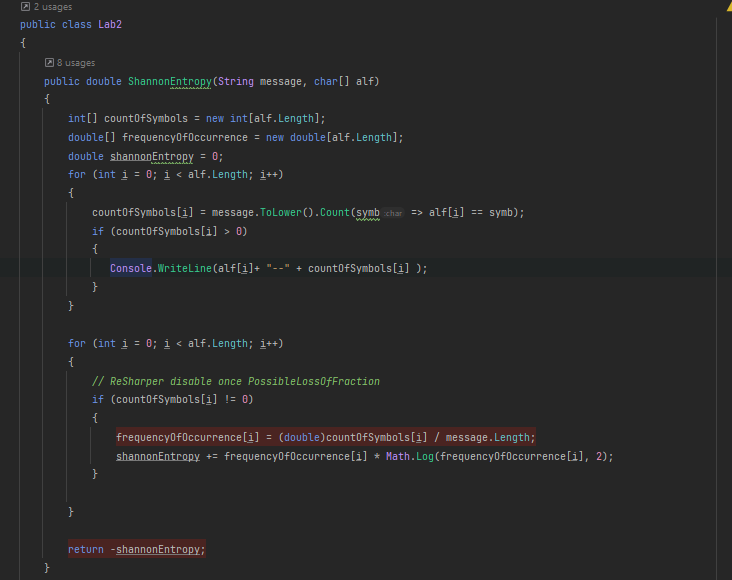 2 usages
public class Lab2
{
8 usages
public double ShannonEntropy(String message, char[] alf)
{
int[] countOfSymbols = new int[alf.Length];
double[] frequencyOfOccurrence = new double[alf.Length];
double shannonEntropy = 0;
for (int i = 0; i < alf.Length; i++)
{
countOfSymbols[i] = message.ToLower().Count(symb :char => alf[i] == symb);
if (countOfSymbols[i] > 0)
{
Console.WriteLine(alf[i]+ "--" + countOfSymbols[i] );
}
}
for (int i = 0; i < alf.Length; i++)
{
// ReSharper disable once PossibleLossOfFraction
if (countOfSymbols[i] != 0)
{
frequencyOfOccurrence[i] = (double)countOfSymbols[i] / message.Length;
shannonEntropy += frequencyOfOccurrence[i] * Math.Log(frequencyOfOccurrence[i], 2);
}
}
return -shannonEntropy;
}